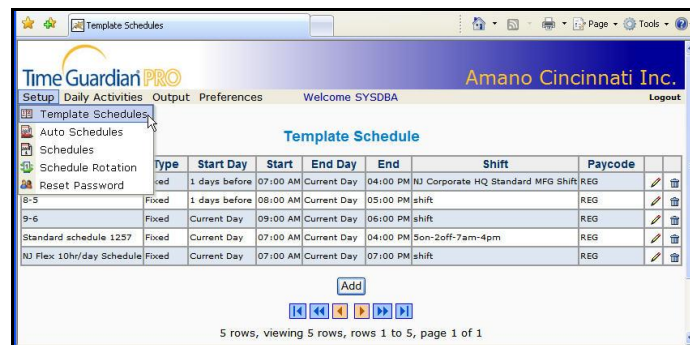 Template Schedules
Page
Tools
Time Guardian PRO
Amano Cincinnati Inc.
Setup Daily Activities Output Preferences Welcome SYSDBA Logout
Template Schedules
Auto Schedules
Schedules
Schedule Rotation
Reset Password
Template Schedule
Type Start Day Start End Day End Shift Paycode
1 days before 07:00 AM Current Day 04:00 PM NJ Corporate HQ Standard MFG Shift REG
8-5 Fixed 1 days before 08:00 AM Current Day 05:00 PM shift REG
9-6 Fixed Current Day 09:00 AM Current Day 06:00 PM shift REG
Standard schedule 1257 Fixed Current Day 07:00 AM Current Day 04:00 PM 5on-2off-7am-4pm REG
NJ Flex 10hr/day Schedule Fixed Current Day 07:00 AM Current Day 07:00 PM shift REG
Add
5 rows, viewing 5 rows, rows 1 to 5, page 1 of 1